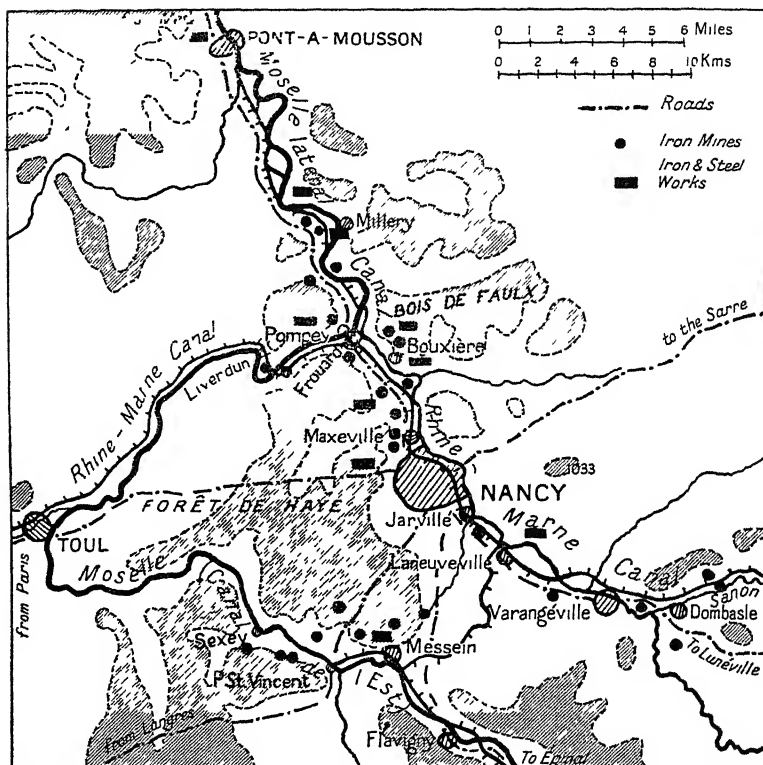 PONT-A-MOUSSON
0 1 2 3 4 5 6 Miles
0 2 4 6 8 10 Kms
Roads
Iron Mines
Iron & Steel
Works
Moselle lateral
Canal
Millery
BOIS DE FAULX
to the Sarre
Pompey
Bouxière
Frouard
Liverdun
Rhine-Marne Canal
Rhine
Maxeville
1033
NANCY
FORÊT DE HAYE
Jarville
Marne
TOUL
Laneuveville
Canal
Moselle
Sanon
from Paris
Canal
Varangéville
Dombasle
Sexey
Messein
To Lunéville
de
P St. Vincent
l'Est
from Langres
Flavigny
To Epinal